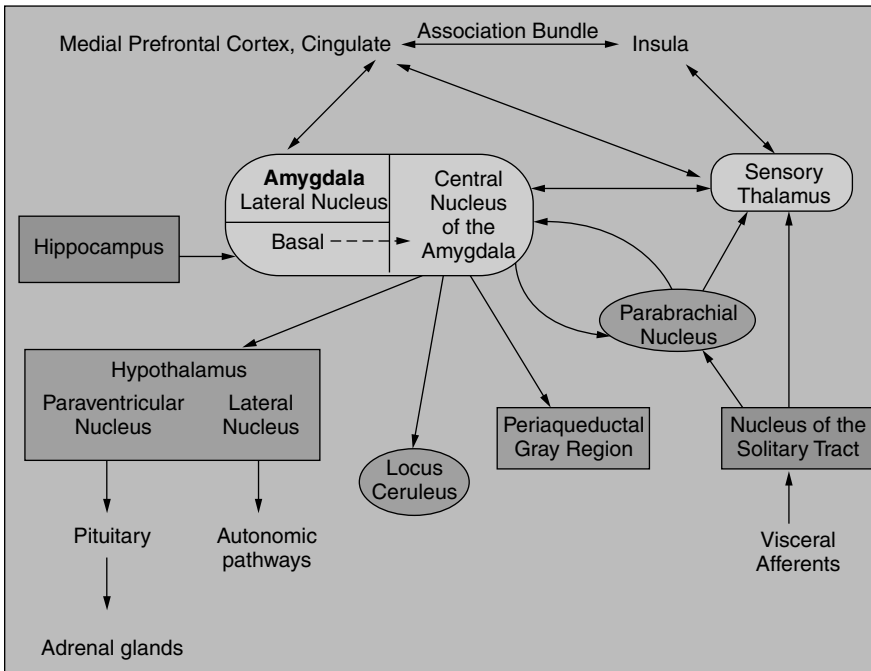 Medial Prefrontal Cortex, Cingulate
Association Bundle
Insula
Amygdala
Lateral Nucleus
Basal
Central
Nucleus
of the
Amygdala
Sensory
Thalamus
Hippocampus
Parabrachial
Nucleus
Hypothalamus
Paraventricular
Nucleus
Lateral
Nucleus
Locus
Ceruleus
Periaqueductal
Gray Region
Nucleus of the
Solitary Tract
Pituitary
Autonomic
pathways
Visceral
Afferents
Adrenal glands